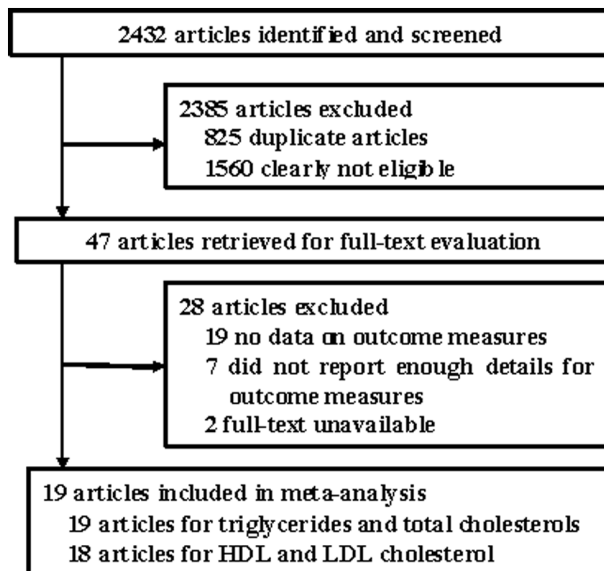 2432 articles identified and screened
2385 articles excluded
825 duplicate articles
1560 clearly not eligible
47 articles retrieved for full-text evaluation
28 articles excluded
19 no data on outcome measures
7 did not report enough details for
outcome measures
2 full-text unavailable
19 articles included in meta-analysis
19 articles for triglycerides and total cholesterols
18 articles for HDL and LDL cholesterol